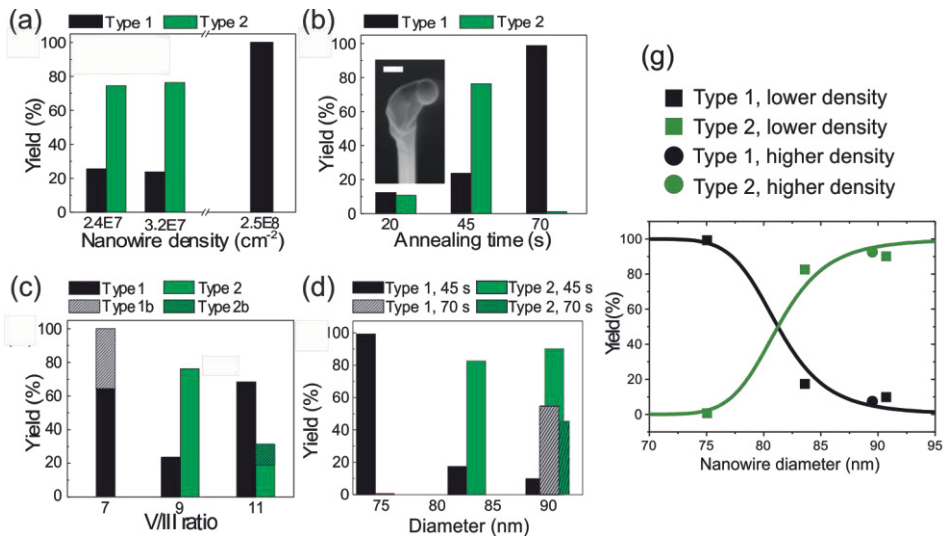 (a)
Type 1 Type 2
Yield (%)
100
80
60
40
20
0
2.4E7 3.2E7 2.5E8
Nanowire density (cm⁻²)
(b)
Type 1 Type 2
Yield (%)
100
80
60
40
20
0
20 45 70
Annealing time (s)
(c)
Type 1 Type 2
Type1b Type2b
Yield (%)
100
80
60
40
20
0
7 9 11
V/III ratio
(d)
Type 1, 45 s Type 2, 45 s
Type 1, 70 s Type 2, 70 s
Yield (%)
100
80
60
40
20
0
75 80 85 90
Diameter (nm)
(g)
Type 1, lower density
Type 2, lower density
Type 1, higher density
Type 2, higher density
Yield(%)
100
80
60
40
20
0
70 75 80 85 90 95
Nanowire diameter (nm)